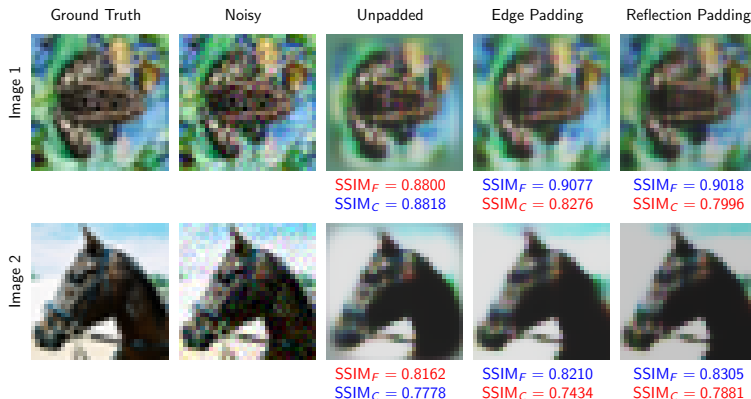 Ground Truth Noisy Unpadded Edge Padding Reflection Padding
Image 1
SSIM_F = 0.8800 SSIM_F = 0.9077 SSIM_F = 0.9018
SSIM_C = 0.8818 SSIM_C = 0.8276 SSIM_C = 0.7996
Image 2
SSIM_F = 0.8162 SSIM_F = 0.8210 SSIM_F = 0.8305
SSIM_C = 0.7778 SSIM_C = 0.7434 SSIM_C = 0.7881